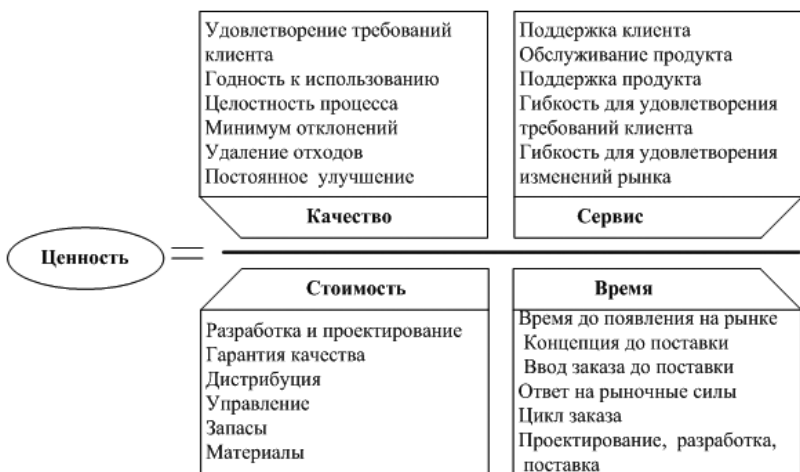 Удовлетворение требований
клиента
Годность к использованию
Целостность процесса
Минимум отклонений
Удаление отходов
Постоянное улучшение
Качество
Поддержка клиента
Обслуживание продукта
Поддержка продукта
Гибкость для удовлетворения
требований клиента
Гибкость для удовлетворения
изменений рынка
Сервис
Ценность =
Стоимость
Разработка и проектирование
Гарантия качества
Дистрибуция
Управление
Запасы
Материалы
Время
Время до появления на рынке
Концепция до поставки
Ввод заказа до поставки
Ответ на рыночные силы
Цикл заказа
Проектирование, разработка,
поставка